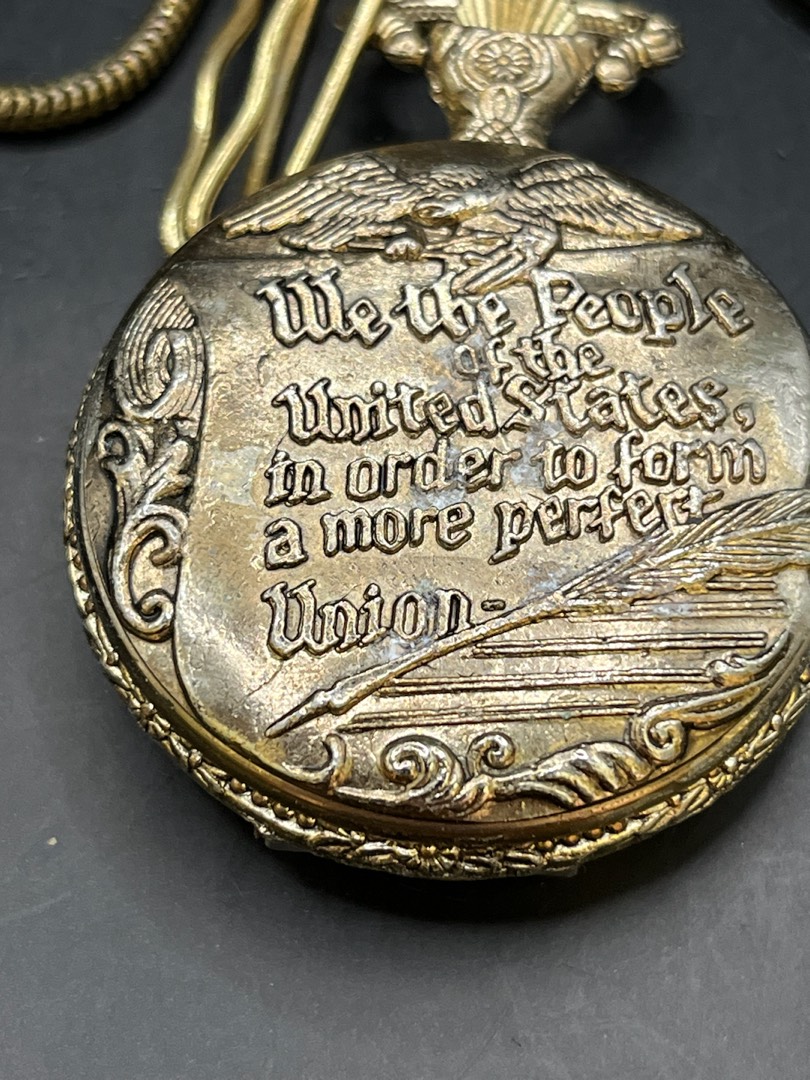 We the People
of the
United States,
in order to form
a more perfect
Union-